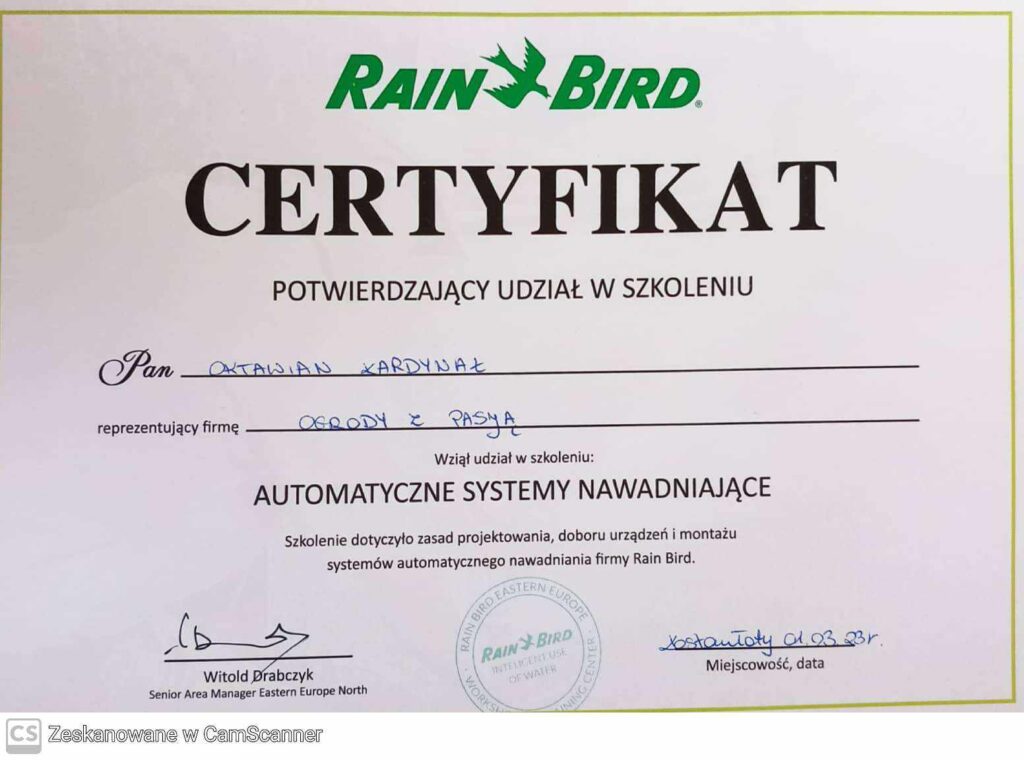 RAIN BIRD®
CERTYFIKAT
POTWIERDZAJĄCY UDZIAŁ W SZKOLENIU
Pan OKTAWIAN KARDYNAŁ
reprezentujący firmę OGRODY Z PASJĄ
Wziął udział w szkoleniu:
AUTOMATYCZNE SYSTEMY NAWADNIAJĄCE
Szkolenie dotyczyło zasad projektowania, doboru urządzeń i montażu
systemów automatycznego nawadniania firmy Rain Bird.
RAIN BIRD EASTERN EUROPE
RAIN BIRD
INTELIGENT USE
OF WATER
Kostomłoty 01.03.23r.
Witold Drabczyk
Senior Area Manager Eastern Europe North
Miejscowość, data
CS Zeskanowane w CamScanner